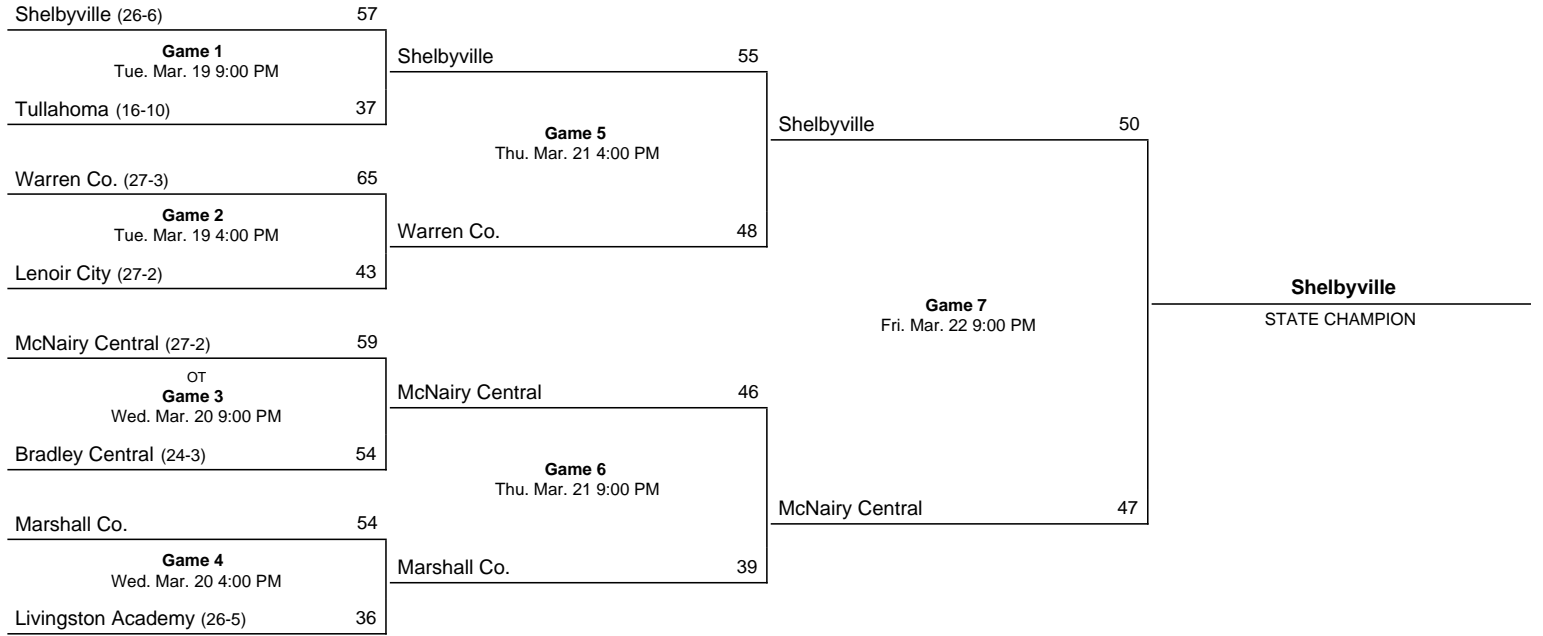 Shelbyville (26-6) 57
Game 1
Tue. Mar. 19 9:00 PM
Tullahoma (16-10) 37
Warren Co. (27-3) 65
Game 2
Tue. Mar. 19 4:00 PM
Lenoir City (27-2) 43
McNairy Central (27-2) 59
OT
Game 3
Wed. Mar. 20 9:00 PM
Bradley Central (24-3) 54
Marshall Co. 54
Game 4
Wed. Mar. 20 4:00 PM
Livingston Academy (26-5) 36
Shelbyville 55
Game 5
Thu. Mar. 21 4:00 PM
Warren Co. 48
McNairy Central 46
Game 6
Thu. Mar. 21 9:00 PM
Marshall Co. 39
Shelbyville 50
Game 7
Fri. Mar. 22 9:00 PM
McNairy Central 47
Shelbyville
STATE CHAMPION